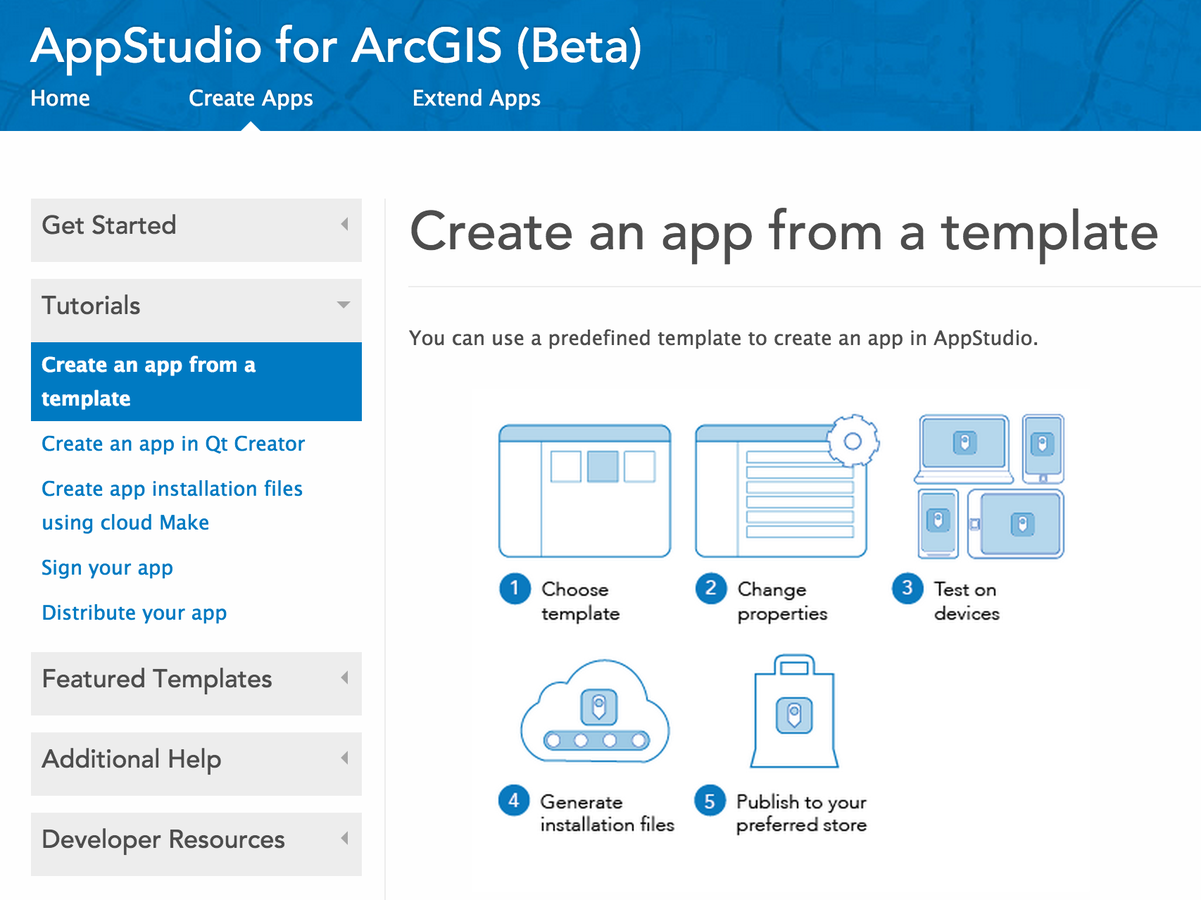 AppStudio for ArcGIS (Beta)
Home
Create Apps
Extend Apps
Get Started
Tutorials
Create an app from a
template
Create an app in Qt Creator
Create app installation files
using cloud Make
Sign your app
Distribute your app
Featured Templates
Additional Help
Developer Resources
Create an app from a template
You can use a predefined template to create an app in AppStudio.
1 Choose
template
2 Change
properties
3 Test on
devices
4 Generate
installation files
5 Publish to your
preferred store